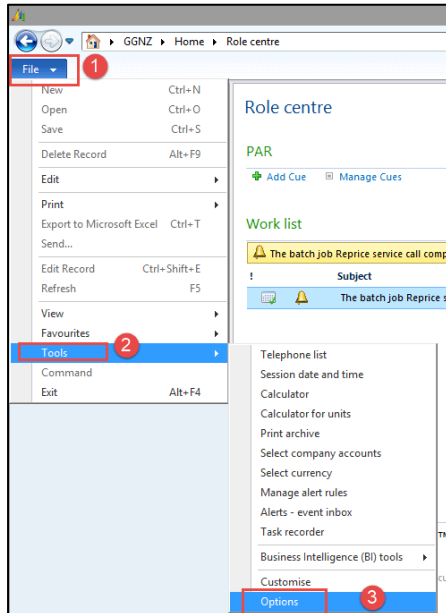 GGNZ Home Role centre
File 1
New Ctrl+N
Open Ctrl+O
Save Ctrl+S
Delete Record Alt+F9
Edit
Print
Export to Microsoft Excel Ctrl+T
Send...
Edit Record Ctrl+Shift+E
Refresh F5
View
Favourites
Tools 2
Command
Exit Alt+F4
Role centre
PAR
Add Cue Manage Cues
Work list
The batch job Reprice service call comp
! Subject
The batch job Reprice s
Telephone list
Session date and time
Calculator
Calculator for units
Print archive
Select company accounts
Select currency
Manage alert rules
Alerts - event inbox
Task recorder
Business Intelligence (BI) tools
Customise
Options 3